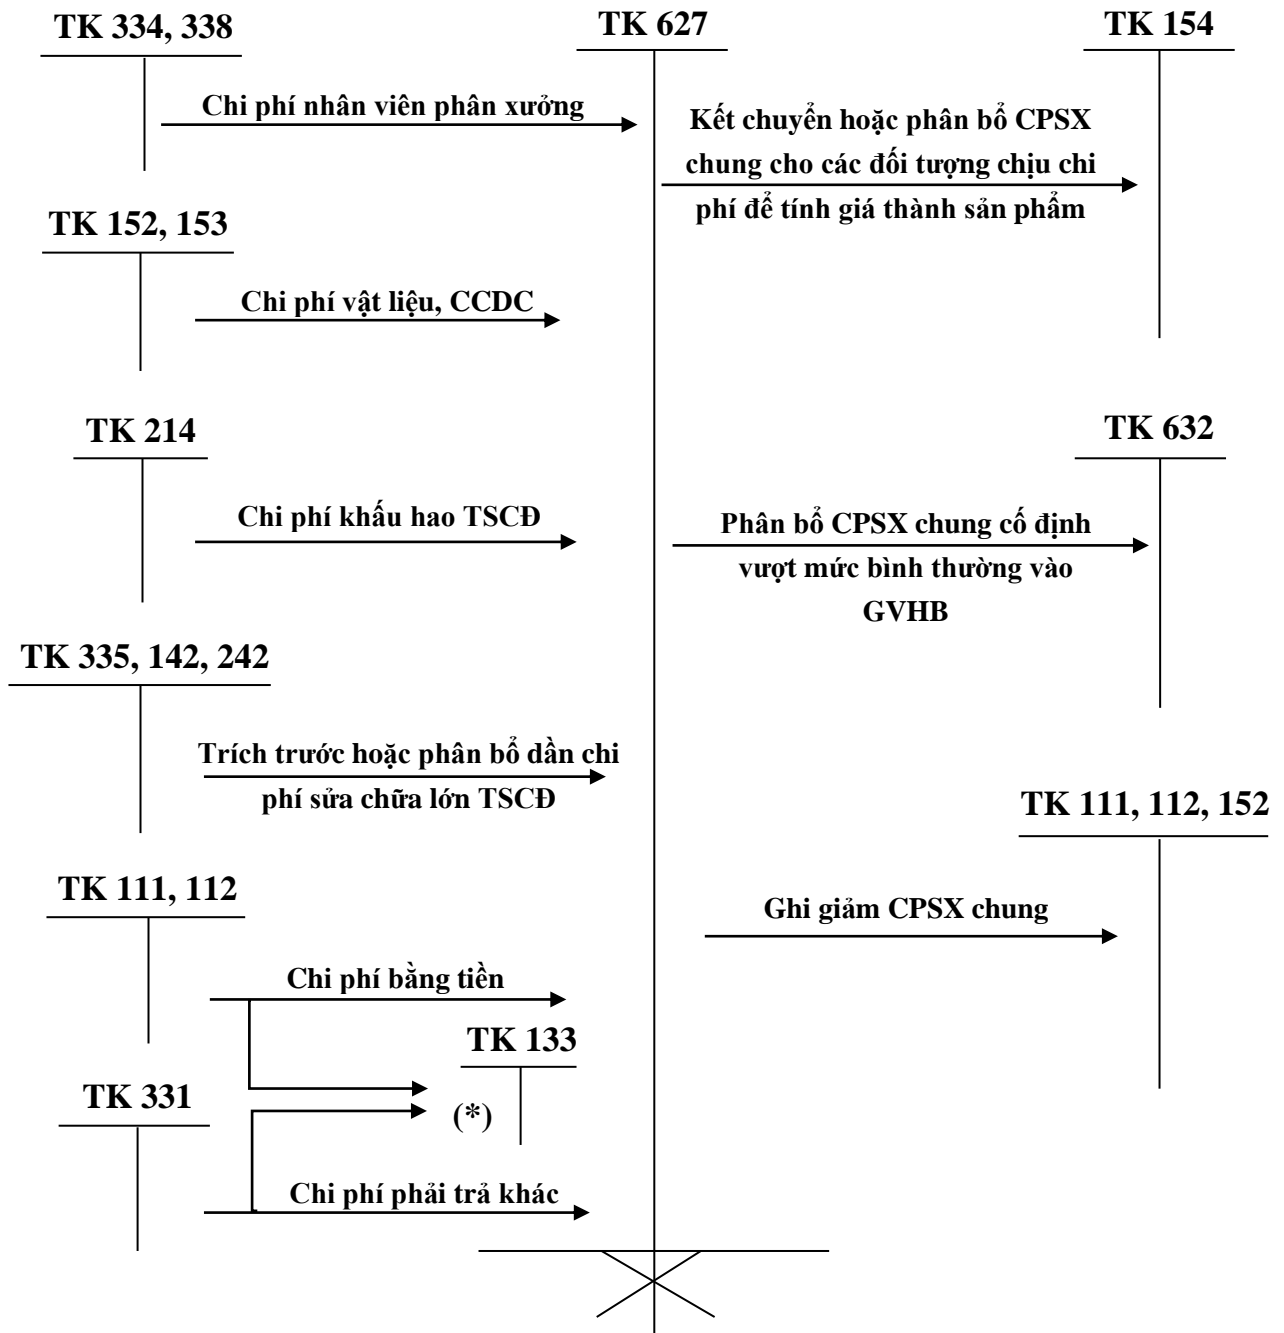 TK 334, 338
TK 627
TK 154
Chi phí nhân viên phân xưởng
Kết chuyển hoặc phân bổ CPSX
chung cho các đối tượng chịu chi
phí để tính giá thành sản phẩm
TK 152, 153
Chi phí vật liệu, CCDC
TK 214
TK 632
Chi phí khấu hao TSCĐ
Phân bổ CPSX chung cố định
vượt mức bình thường vào
GVHB
TK 335, 142, 242
Trích trước hoặc phân bổ dần chi
phí sửa chữa lớn TSCĐ
TK 111, 112, 152
TK 111, 112
Ghi giảm CPSX chung
Chi phí bằng tiền
TK 133
TK 331
(*)
Chi phí phải trả khác